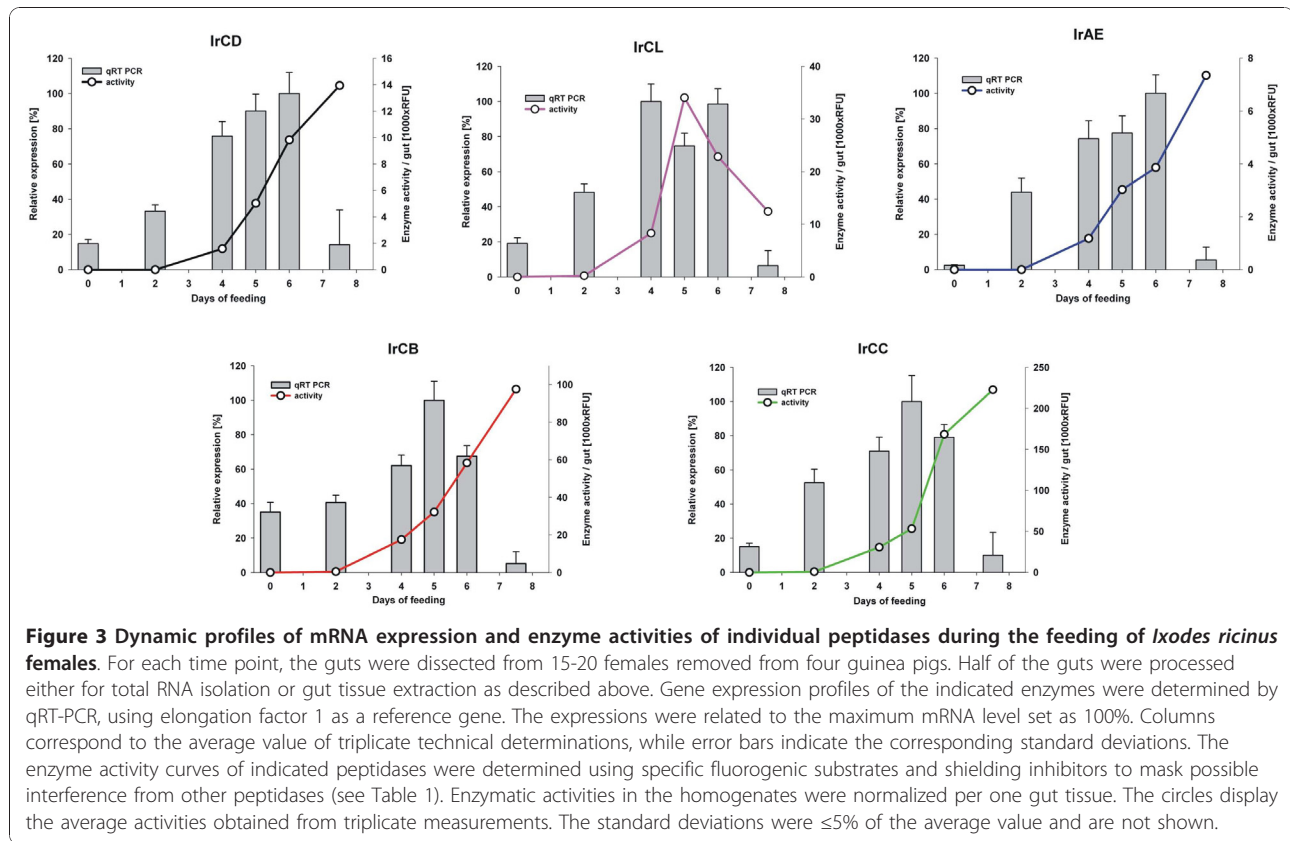 IrCD
120
100
80
60
40
20
0
Relative expression [%]
qRT PCR
activity
16
14
12
10
8
6
4
2
0
Enzyme activity / gut [1000xRFU]
0 1 2 3 4 5 6 7 8
Days of feeding
IrCL
120
100
80
60
40
20
0
Relative expression [%]
qRT PCR
activity
40
30
20
10
0
Enzyme activity / gut [1000xRFU]
0 1 2 3 4 5 6 7 8
Days of feeding
IrAE
120
100
80
60
40
20
0
Relative expression [%]
qRT PCR
activity
8
6
4
2
0
Enzyme activity / gut [1000xRFU]
0 1 2 3 4 5 6 7 8
Days of feeding
IrCB
120
100
80
60
40
20
0
Relative expression [%]
qRT PCR
activity
100
80
60
40
20
0
Enzyme activity / gut [1000xRFU]
0 1 2 3 4 5 6 7 8
Days of feeding
IrCC
120
100
80
60
40
20
0
Relative expression [%]
qRT PCR
activity
250
200
150
100
50
0
Enzyme activity / gut [1000xRFU]
0 1 2 3 4 5 6 7 8
Days of feeding
Figure 3 Dynamic profiles of mRNA expression and enzyme activities of individual peptidases during the feeding of Ixodes ricinus
females. For each time point, the guts were dissected from 15-20 females removed from four guinea pigs. Half of the guts were processed
either for total RNA isolation or gut tissue extraction as described above. Gene expression profiles of the indicated enzymes were determined by
qRT-PCR, using elongation factor 1 as a reference gene. The expressions were related to the maximum mRNA level set as 100%. Columns
correspond to the average value of triplicate technical determinations, while error bars indicate the corresponding standard deviations. The
enzyme activity curves of indicated peptidases were determined using specific fluorogenic substrates and shielding inhibitors to mask possible
interference from other peptidases (see Table 1). Enzymatic activities in the homogenates were normalized per one gut tissue. The circles display
the average activities obtained from triplicate measurements. The standard deviations were ≤5% of the average value and are not shown.